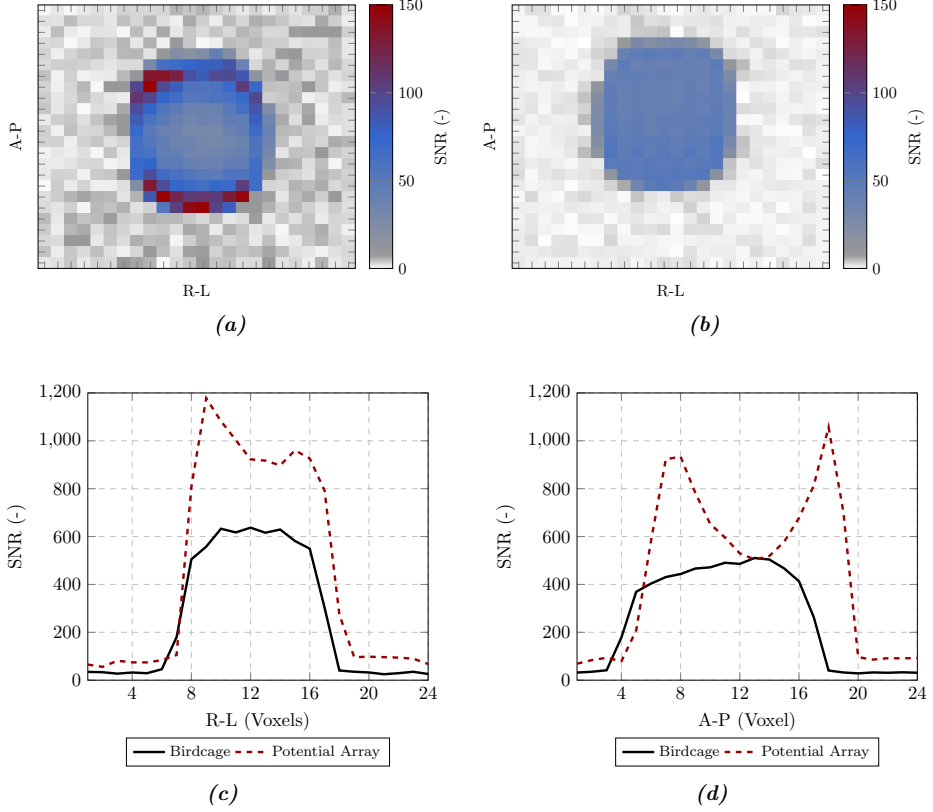 150
100
50
0
SNR (-)
A-P
R-L
(a)
150
100
50
0
SNR (-)
A-P
R-L
(b)
1,200
1,000
800
600
400
200
0
SNR (-)
4 8 12 16 20 24
R-L (Voxels)
Birdcage Potential Array
(c)
1,200
1,000
800
600
400
200
0
SNR (-)
4 8 12 16 20 24
A-P (Voxel)
Birdcage Potential Array
(d)